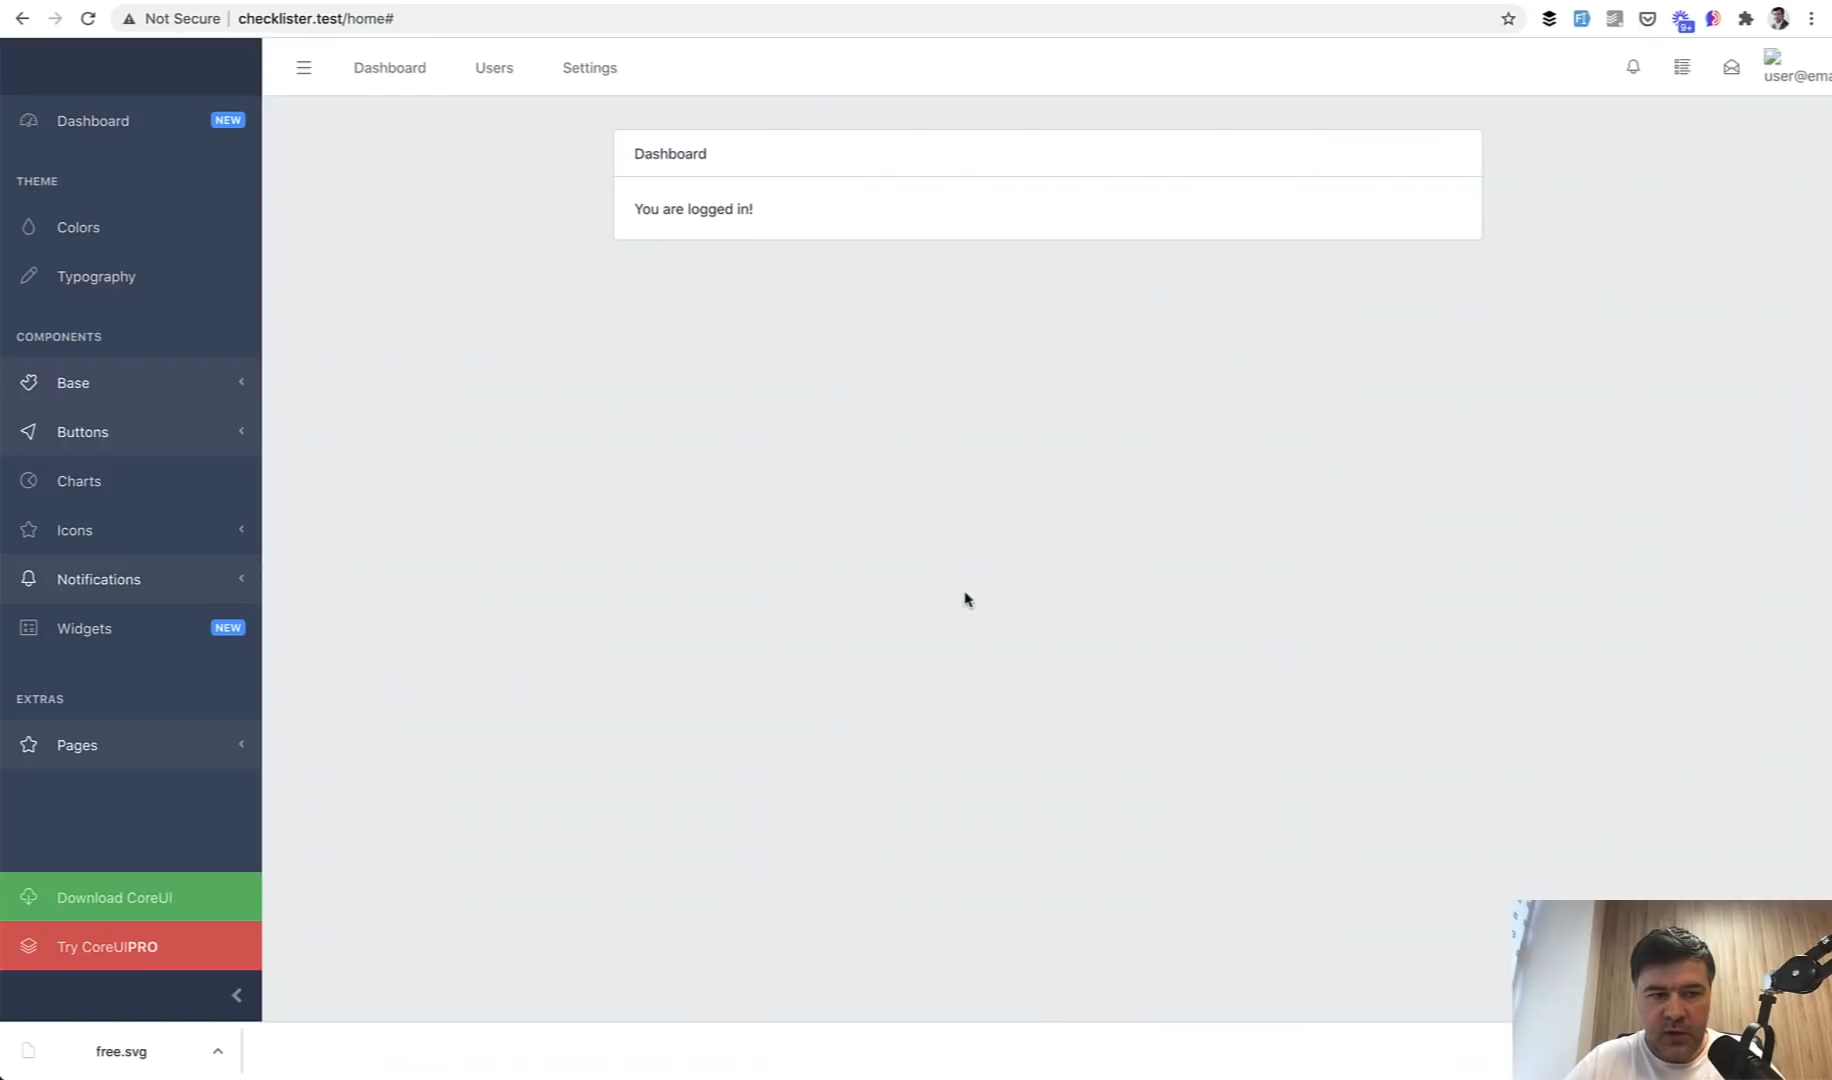 Not Secure
checklister.test/home#
9+
Dashboard
Users
Settings
user@ema
Dashboard NEW
THEME
Colors
Typography
COMPONENTS
Base
Buttons
Charts
Icons
Notifications
Widgets NEW
EXTRAS
Pages
Download CoreUI
Try CoreUIPRO
Dashboard
You are logged in!
free.svg